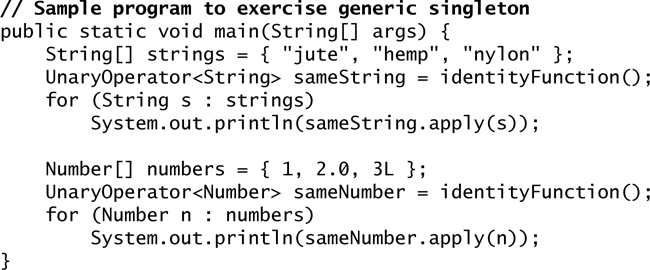 // Sample program to exercise generic singleton
public static void main(String[] args) {
    String[] strings = { "jute", "hemp", "nylon" };
    UnaryOperator<String> sameString = identityFunction();
    for (String s : strings)
        System.out.println(sameString.apply(s));

    Number[] numbers = { 1, 2.0, 3L };
    UnaryOperator<Number> sameNumber = identityFunction();
    for (Number n : numbers)
        System.out.println(sameNumber.apply(n));
}